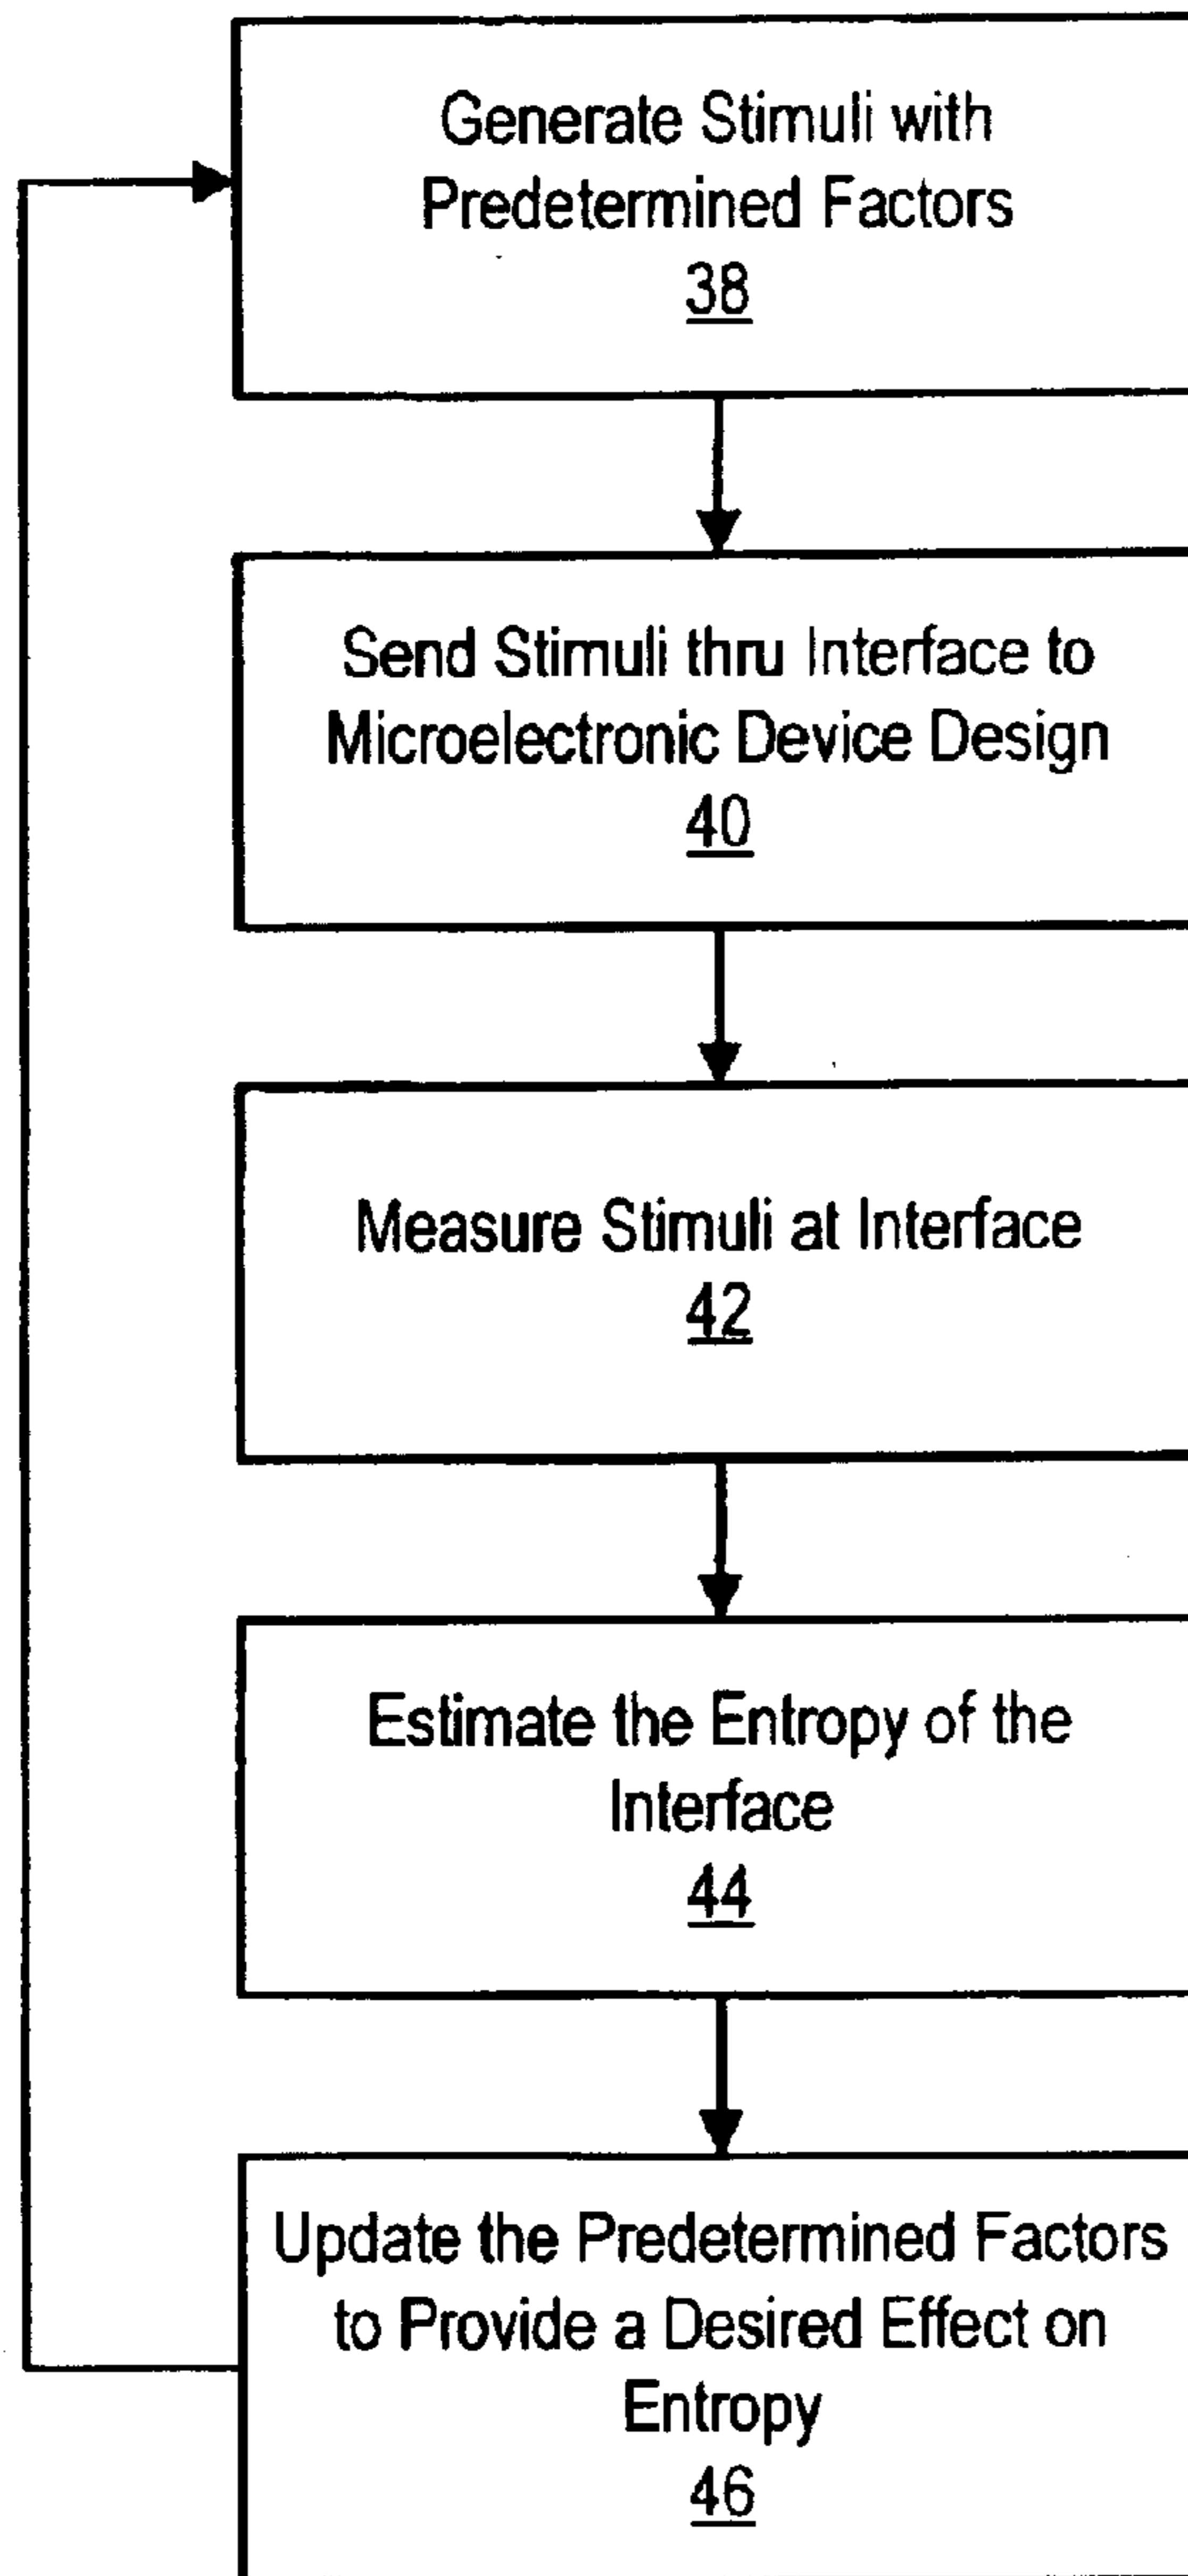 Generate Stimuli with
Predetermined Factors
38
Send Stimuli thru Interface to
Microelectronic Device Design
40
Measure Stimuli at Interface
42
Estimate the Entropy of the
Interface
44
Update the Predetermined Factors
to Provide a Desired Effect on
Entropy
46